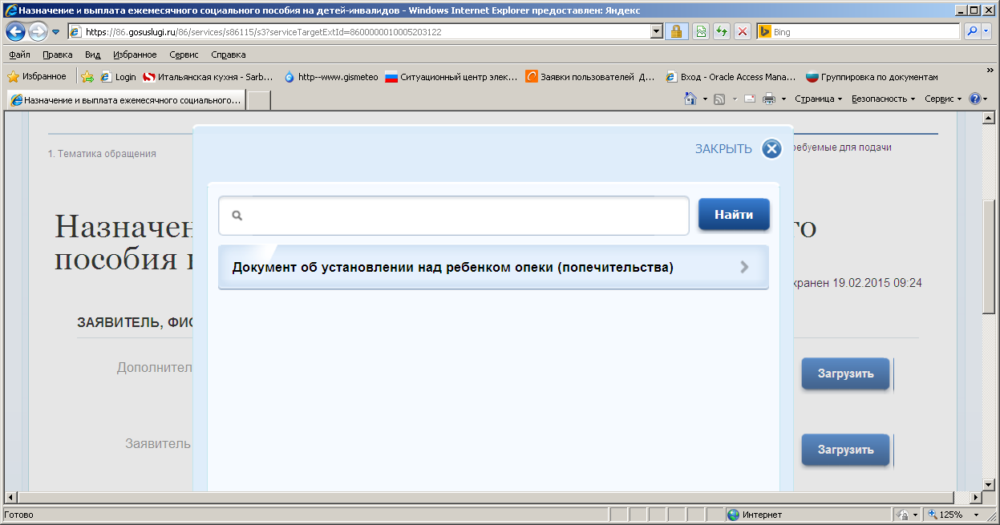 Назначение и выплата ежемесячного социального пособия на детей-инвалидов - Windows Internet Explorer предоставлен: Яндекс
https://86.gosuslugi.ru/86/services/s86115/s3?serviceTargetExtId=8600000010005203122
Bing
Файл Правка Вид Избранное Сервис Справка
Избранное Login Итальянская кухня - Sarb... http--www.gismeteo Ситуационный центр элек... Заявки пользователей Д... Вход - Oracle Access Mana... Группировка по документам
Назначение и выплата ежемесячного социального... Страница Безопасность Сервис
ЗАКРЫТЬ
1. Тематика обращения
ребуемые для подачи
Найти
Назначен го
пособия
Документ об установлении над ребенком опеки (попечительства)
хранен 19.02.2015 09:24
ЗАЯВИТЕЛЬ, ФИ
Дополнител
Загрузить
Заявитель
Загрузить
Готово Интернет 125%